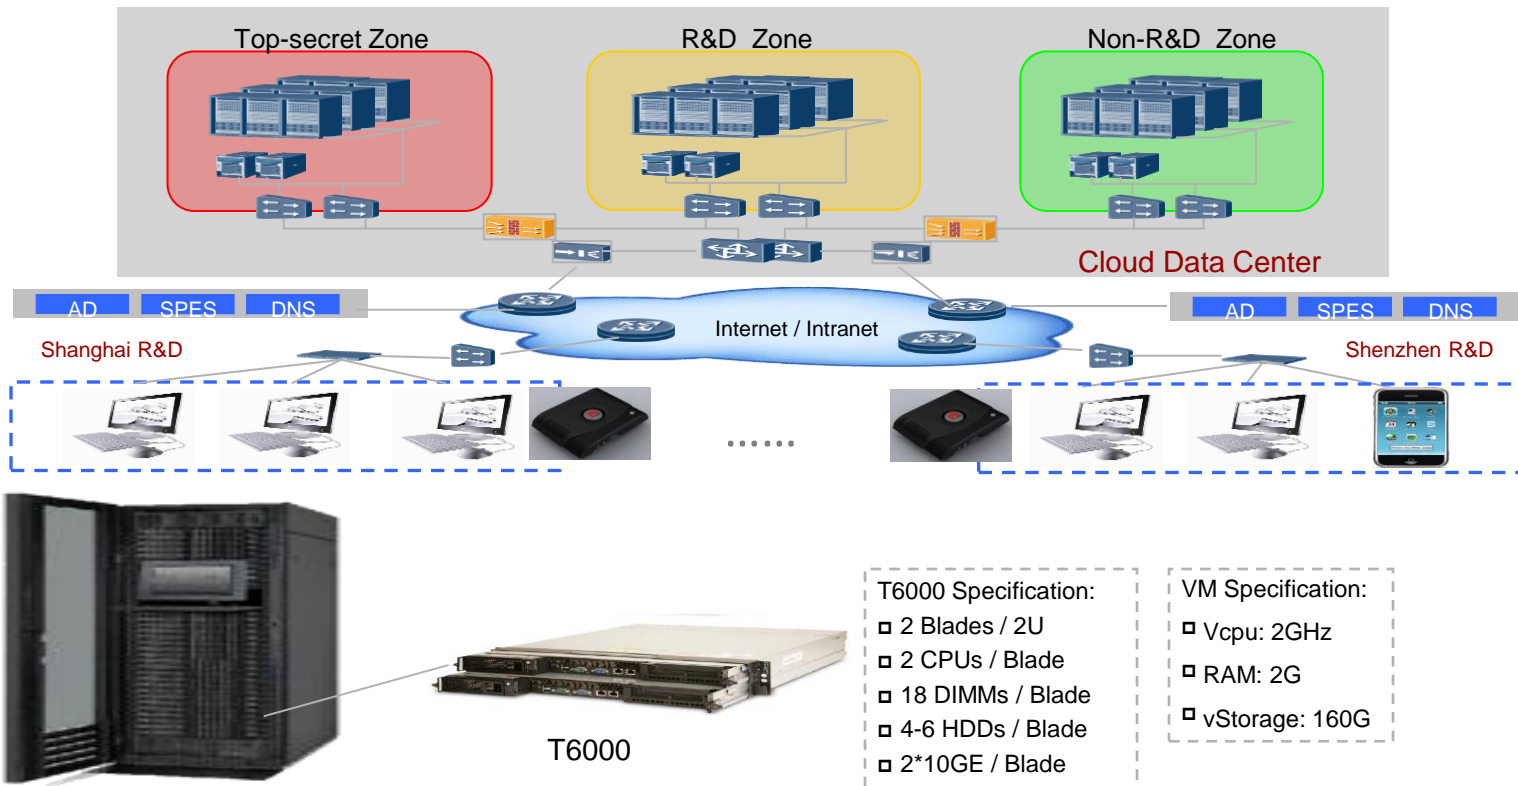 Top-secret Zone
R&D Zone
Non-R&D Zone
Cloud Data Center
AD
SPES
DNS
Internet / Intranet
AD
SPES
DNS
Shanghai R&D
Shenzhen R&D
......
T6000
T6000 Specification:
2 Blades / 2U
2 CPUs / Blade
18 DIMMs / Blade
4-6 HDDs / Blade
2*10GE / Blade
VM Specification:
Vcpu: 2GHz
RAM: 2G
vStorage: 160G